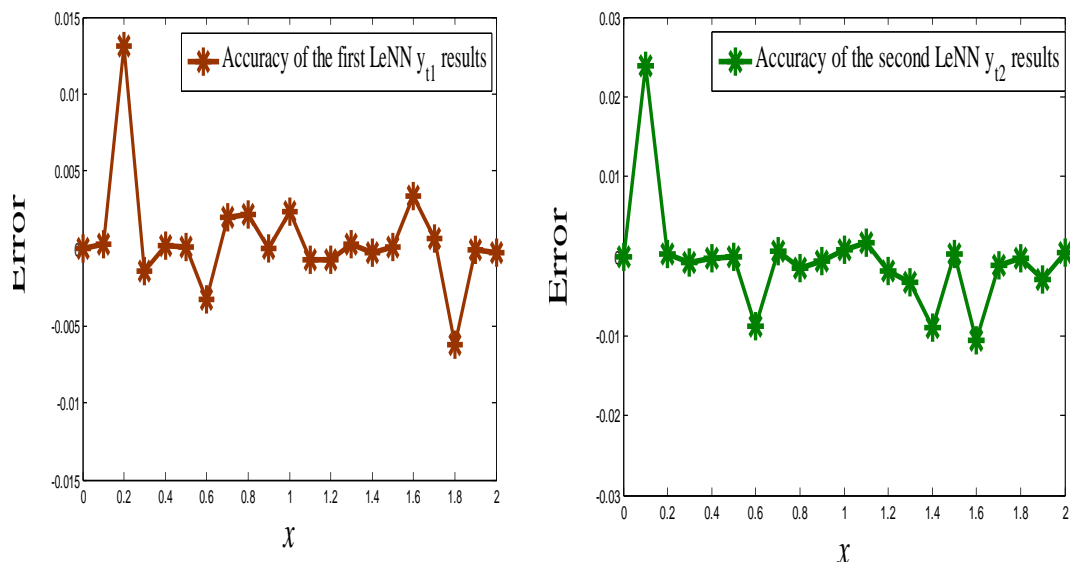 0.015
0.01
0.005
0
-0.005
-0.01
-0.015
Error
Accuracy of the first LeNN yt1 results
0 0.2 0.4 0.6 0.8 1 1.2 1.4 1.6 1.8 2
x
0.03
0.02
0.01
0
-0.01
-0.02
-0.03
Error
Accuracy of the second LeNN yt2 results
0 0.2 0.4 0.6 0.8 1 1.2 1.4 1.6 1.8 2
x